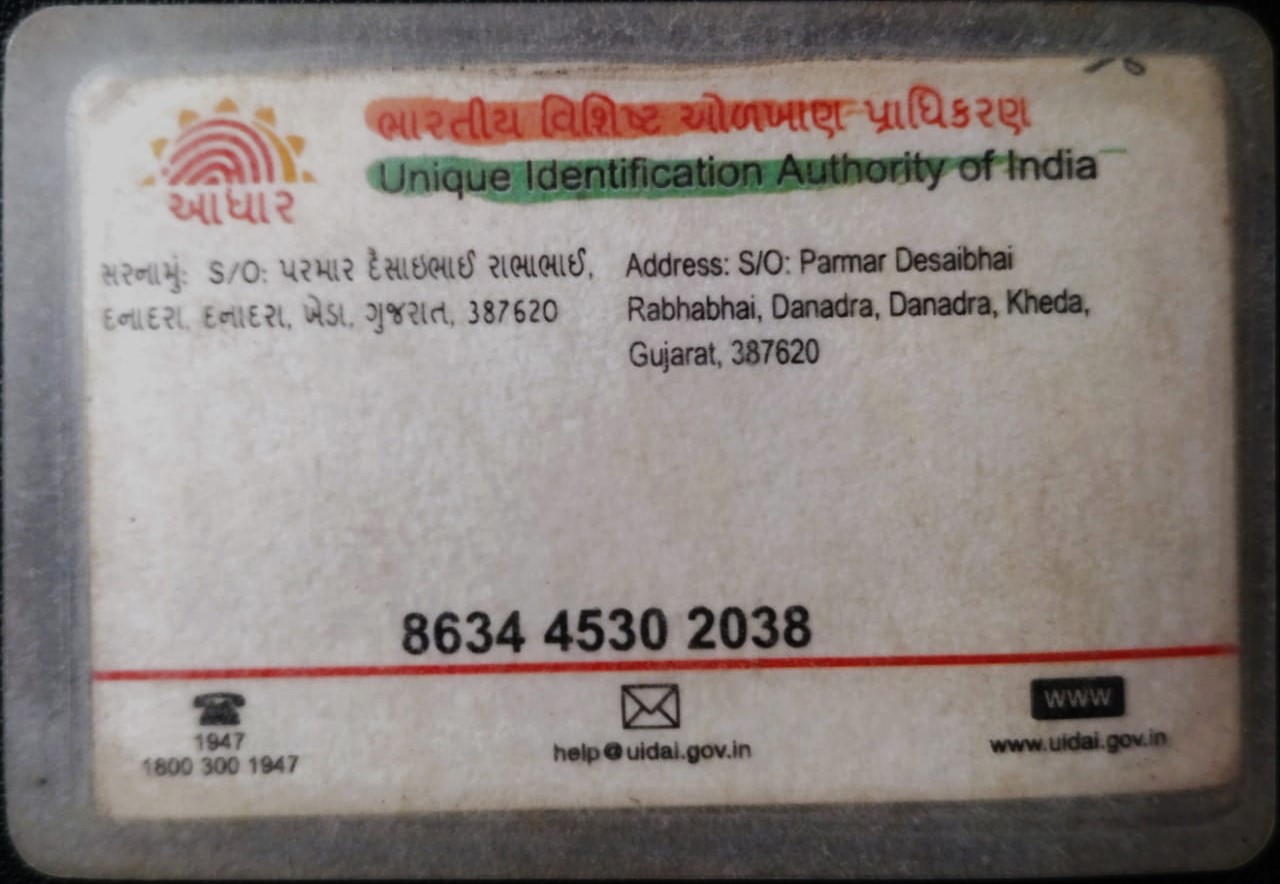 ભારતીય વિશિષ્ટ ઓળખાણ પ્રાધિકરણ
Unique Identification Authority of India
આધાર
સરનામું: S/O: પરમાર દેસાઇભાઈ રાભાભાઈ,
દનાદરા, દનાદરા, ખેડા, ગુજરાત, 387620
Address: S/O: Parmar Desaibhai
Rabhabhai, Danadra, Danadra, Kheda,
Gujarat, 387620
8634 4530 2038
1947
1800 300 1947
help@uidai.gov.in
WWW
www.uidai.gov.in